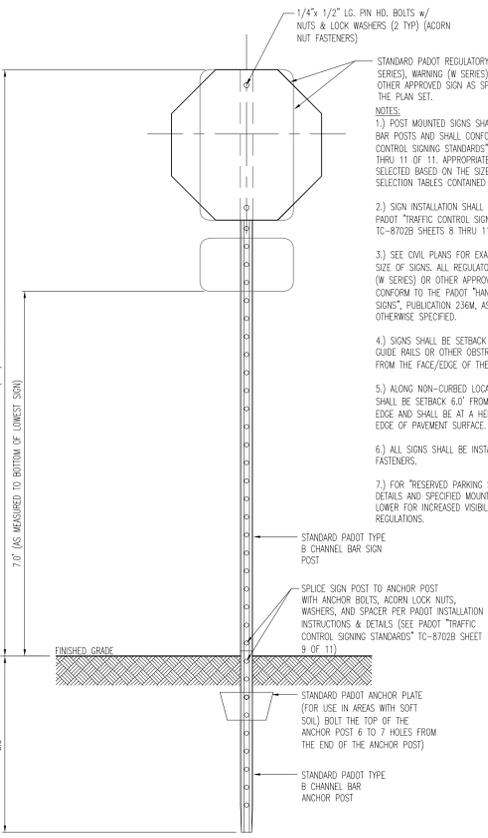 1/4"x 1/2" LG. PIN HD. BOLTS w/
NUTS & LOCK WASHERS (2 TYP) (ACORN
NUT FASTENERS)
STANDARD PADOT REGULATORY
SERIES), WARNING (W SERIES)
OTHER APPROVED SIGN AS SP
THE PLAN SET.
NOTES:
1.) POST MOUNTED SIGNS SHA
BAR POSTS AND SHALL CONFO
CONTROL SIGNING STANDARDS"
THRU 11 OF 11. APPROPRIATE
SELECTED BASED ON THE SIZE
SELECTION TABLES CONTAINED
2.) SIGN INSTALLATION SHALL
PADOT "TRAFFIC CONTROL SIGN
TC-8702B SHEETS 8 THRU 11
3.) SEE CIVIL PLANS FOR EXA
SIZE OF SIGNS. ALL REGULATO
(W SERIES) OR OTHER APPROV
CONFORM TO THE PADOT "HAN
SIGNS", PUBLICATION 236M, AS
OTHERWISE SPECIFIED.
4.) SIGNS SHALL BE SETBACK
GUIDE RAILS OR OTHER OBSTR
FROM THE FACE/EDGE OF THE
5.) ALONG NON-CURBED LOCA
SHALL BE SETBACK 6.0' FROM
EDGE AND SHALL BE AT A HE
EDGE OF PAVEMENT SURFACE.
6.) ALL SIGNS SHALL BE INSTA
FASTENERS.
7.) FOR "RESERVED PARKING
DETAILS AND SPECIFIED MOUNT
LOWER FOR INCREASED VISIBIL
REGULATIONS.
7.0' (AS MEASURED TO BOTTOM OF LOWEST SIGN)
STANDARD PADOT TYPE
B CHANNEL BAR SIGN
POST
SPLICE SIGN POST TO ANCHOR POST
WITH ANCHOR BOLTS, ACORN LOCK NUTS,
WASHERS, AND SPACER PER PADOT INSTALLATION
INSTRUCTIONS & DETAILS (SEE PADOT "TRAFFIC
CONTROL SIGNING STANDARDS" TC-8702B SHEET
9 OF 11)
FINISHED GRADE
STANDARD PADOT ANCHOR PLATE
(FOR USE IN AREAS WITH SOFT
SOIL) BOLT THE TOP OF THE
ANCHOR POST 6 TO 7 HOLES FROM
THE END OF THE ANCHOR POST)
STANDARD PADOT TYPE
B CHANNEL BAR
ANCHOR POST